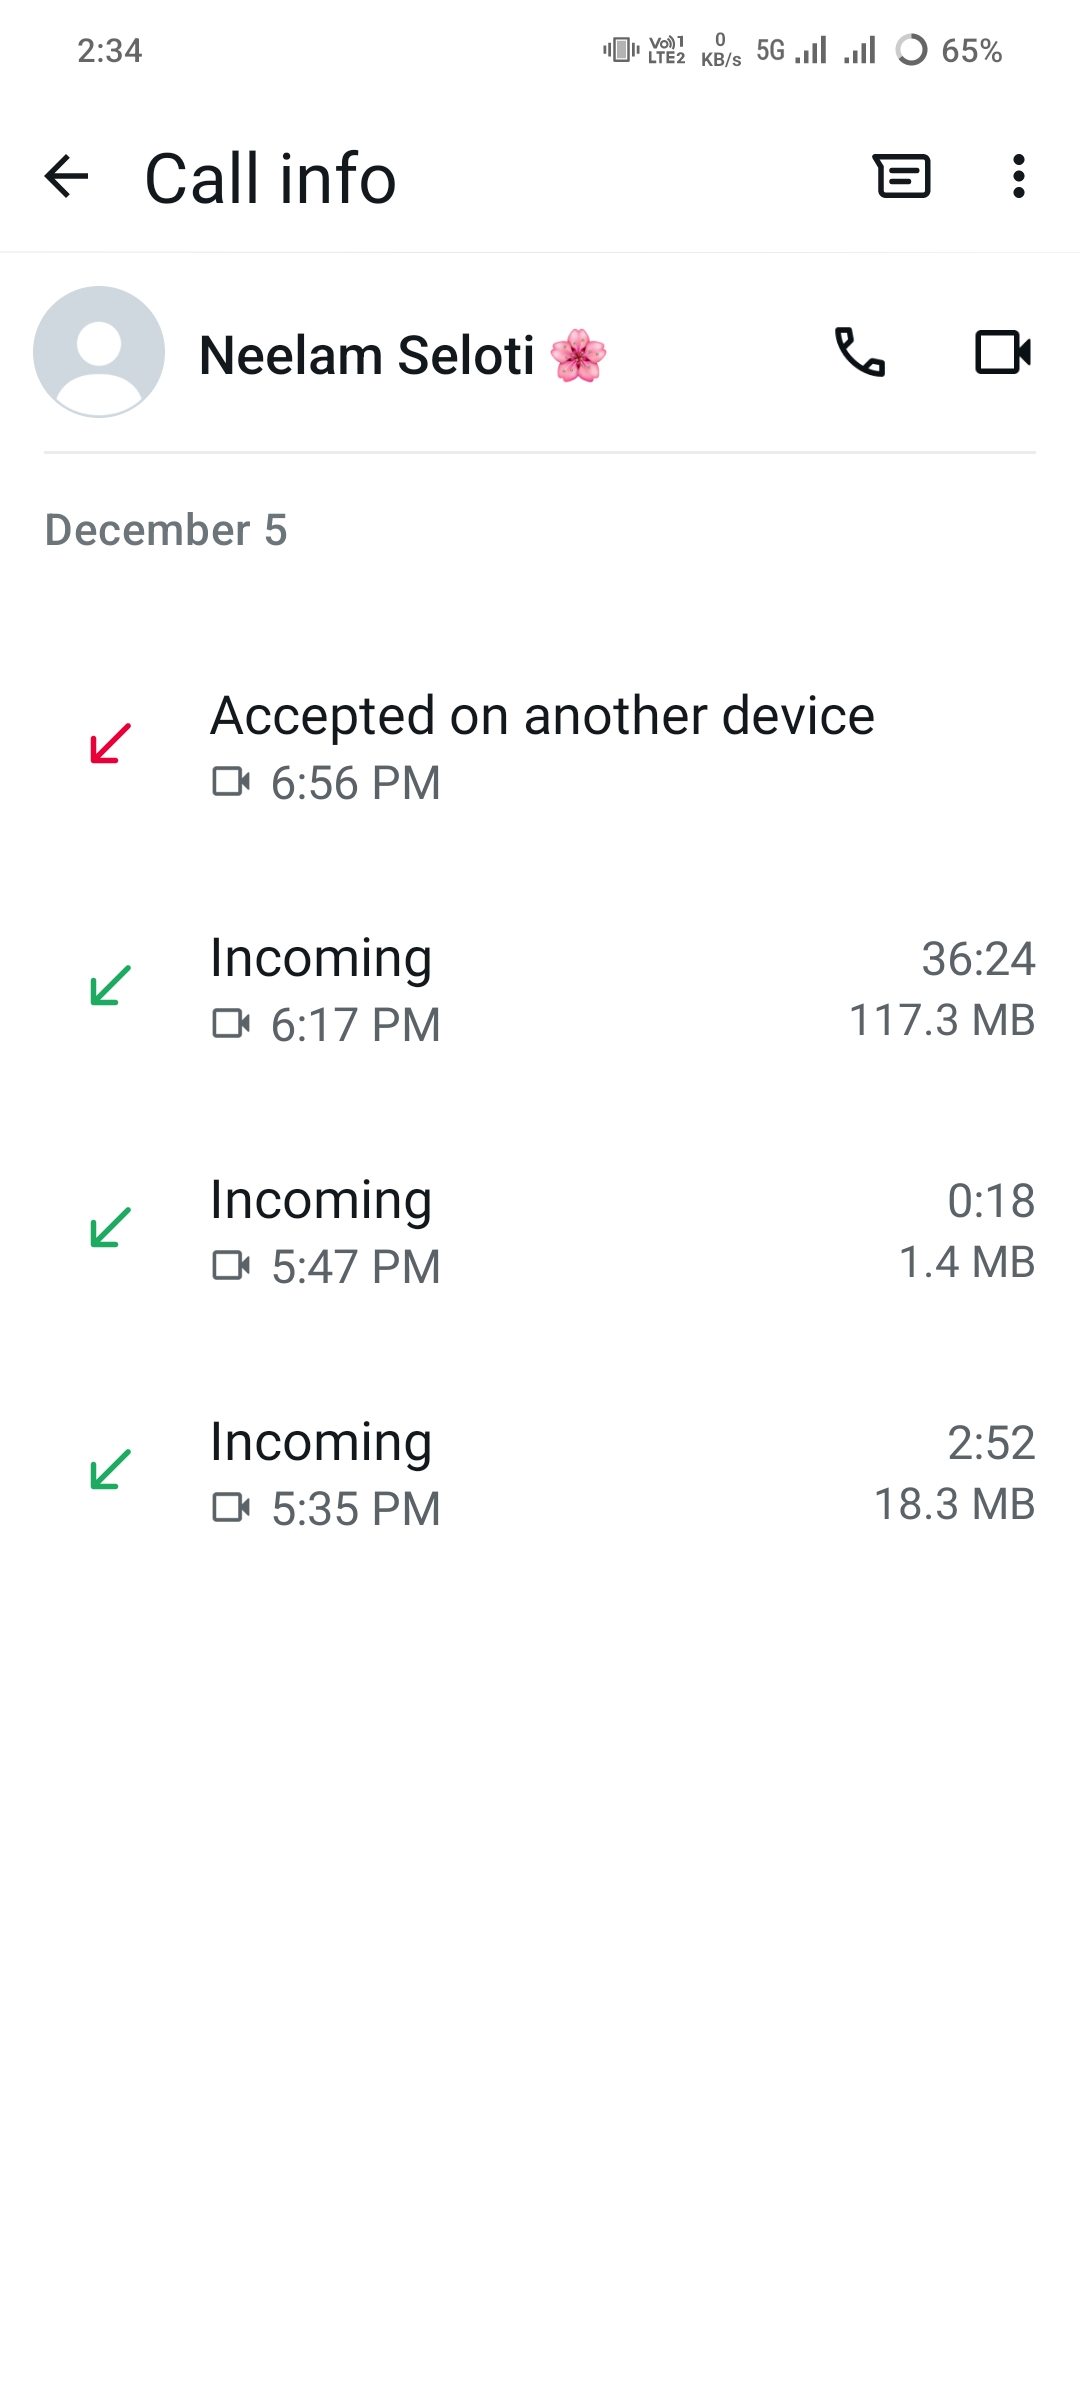 2:34 Vo)) 1 LTE2 0 KB/s 5G 65%
Call info
Neelam Seloti 🌸
December 5
Accepted on another device
6:56 PM
Incoming 36:24
6:17 PM 117.3 MB
Incoming 0:18
5:47 PM 1.4 MB
Incoming 2:52
5:35 PM 18.3 MB